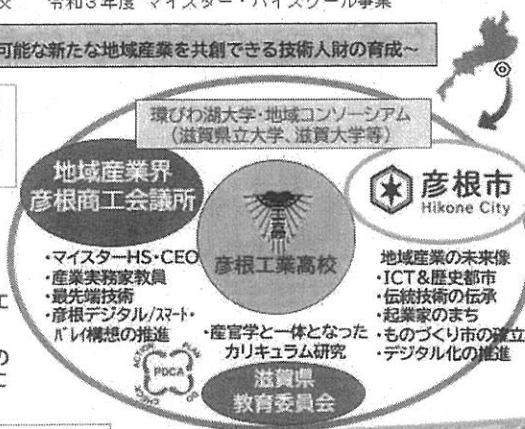 令和3年度 マイスター・ハイスクール事業
可能な新たな地域産業を共創できる技術人財の育成～
環びわ湖大学・地域コンソーシアム
(滋賀県立大学、滋賀大学等)
地域産業界
彦根商工会議所
・マイスターHS・CEO
・産業実務家教員
・最先端技術
・彦根デジタル/スマート・
バレイ構想の推進
彦根工業高校
・産官学と一体となった
カリキュラム研究
彦根市
Hikone City
地域産業の未来像
・ICT&歴史都市
・伝統技術の伝承
・起業家のまち
・ものづくり市の確立
・デジタル化の推進
ACTION
PLAN
PDCA
CHECK
DO
滋賀県
教育委員会